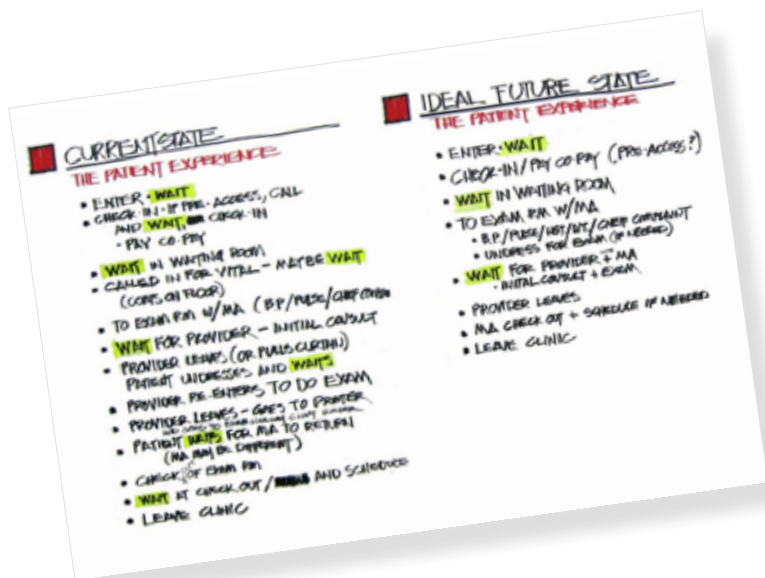 CURRENT STATE
THE PATIENT EXPERIENCE
• ENTER • WAIT
• CHECK-IN - IF PRE-ACCESS, CALL
AND WAIT, CHECK-IN
- PAY CO-PAY
• WAIT IN WAITING ROOM
• CALLED IN FOR VITAL - MAYBE WAIT
(COATS ON FLOOR)
• TO EXAM RM W/MA (BP/PULSE/CHIEF
• WAIT FOR PROVIDER - INITIAL CONSULT
• PROVIDER LEAVES (OR PULLS CURTAIN)
PATIENT UNDRESSES AND WAITS
• PROVIDER RE-ENTERS TO DO EXAM
• PROVIDER LEAVES - GOES TO PRINTER
• PATIENT WAITS FOR MA TO RETURN
(MA MAY BE DIFFERENT)
• CHECK OF EXAM RM
• WAIT AT CHECK OUT / AND SCHEDULE
• LEAVE CLINIC
IDEAL FUTURE STATE
THE PATIENT EXPERIENCE
• ENTER • WAIT
• CHECK-IN / PAY CO-PAY (PRE-ACCESS?)
• WAIT IN WAITING ROOM
• TO EXAM RM W/MA
• B.P./PULSE/HGT/WT./CHIEF COMPLAINT
• UNDRESS FOR EXAM (IF NEEDED)
• WAIT FOR PROVIDER + MA
- INITIAL CONSULT + EXAM
• PROVIDER LEAVES
• MA CHECK OUT + SCHEDULE IF NEEDED
• LEAVE CLINIC